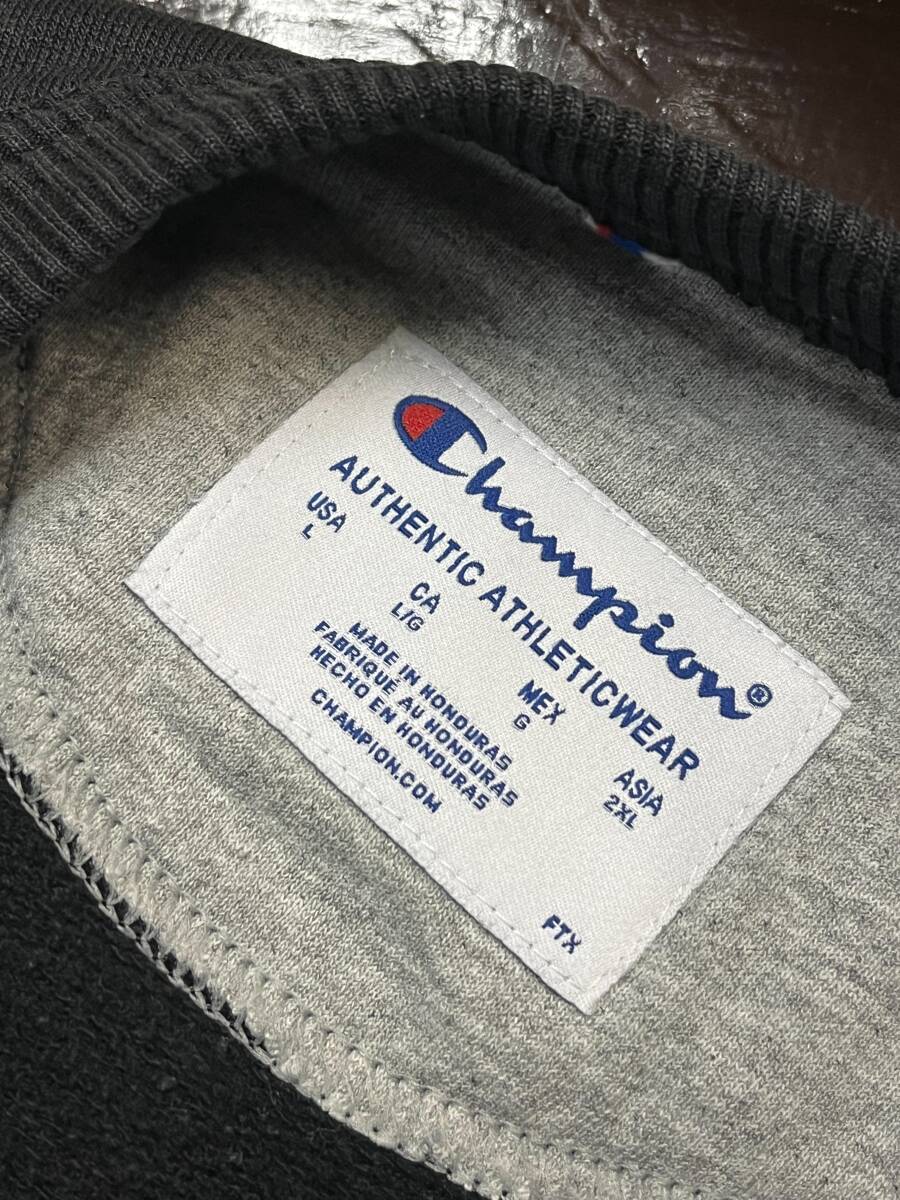 Champion®
AUTHENTIC ATHLETICWEAR
USA CA MEX ASIA
L L/G G 2XL
MADE IN HONDURAS
FABRIQUÉ AU HONDURAS
HECHO EN HONDURAS
CHAMPION.COM
FTX